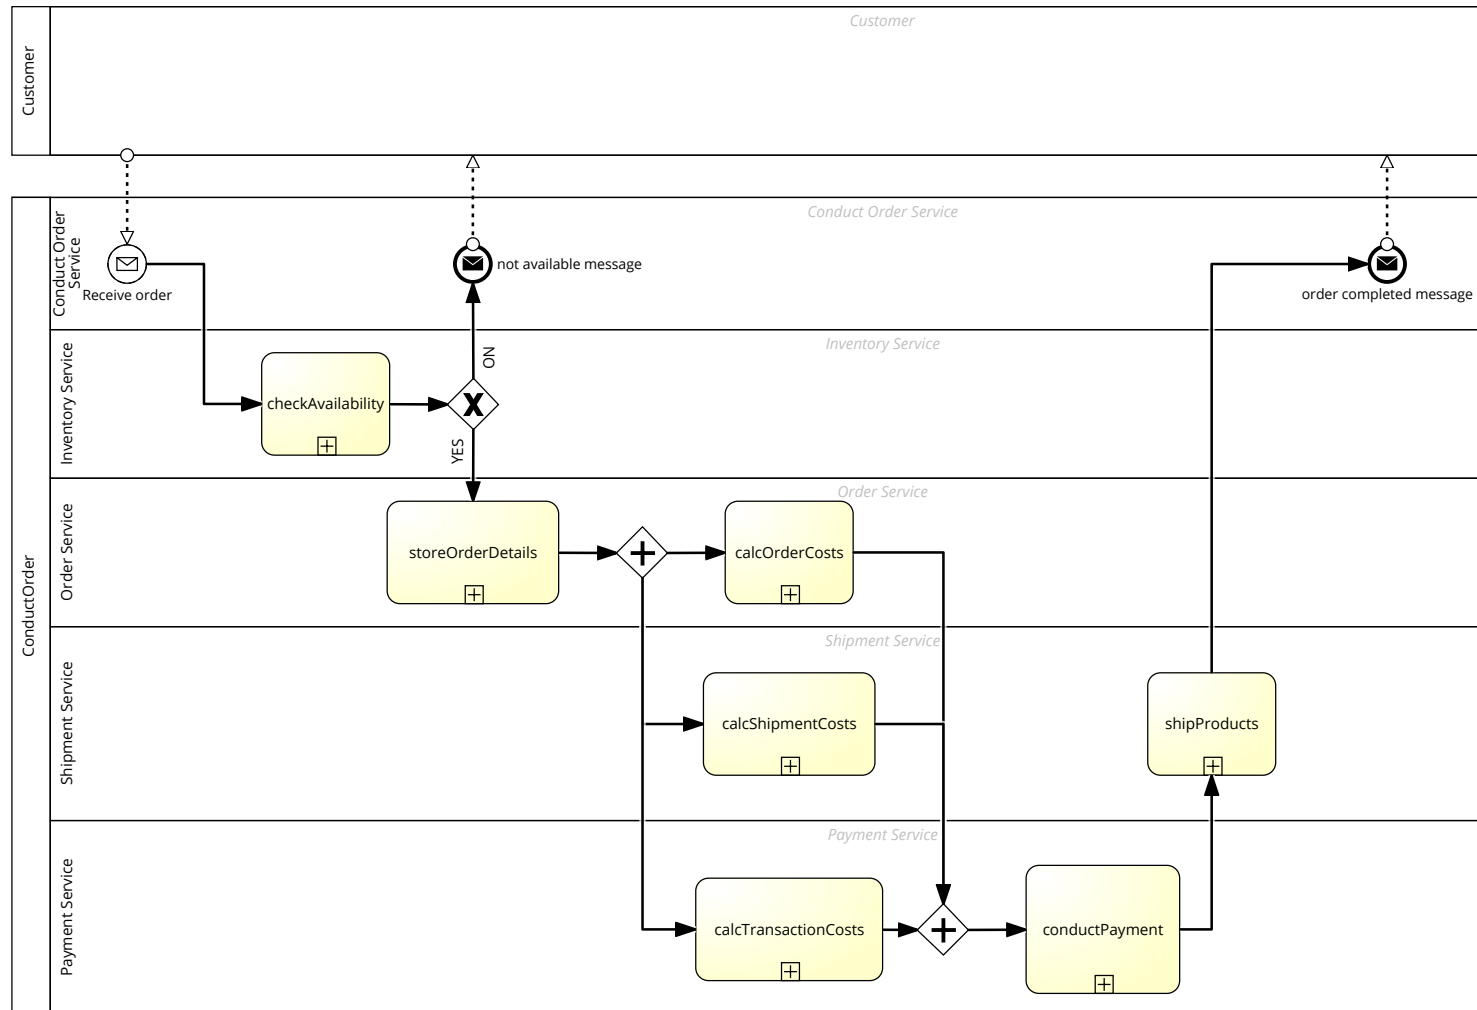 Customer
Customer
ConductOrder
Conduct Order
Service
Conduct Order Service
Receive order
not available message
order completed message
Inventory Service
Inventory Service
checkAvailability
ON
YES
Order Service
Order Service
storeOrderDetails
calcOrderCosts
Shipment Service
Shipment Service
calcShipmentCosts
shipProducts
Payment Service
Payment Service
calcTransactionCosts
conductPayment